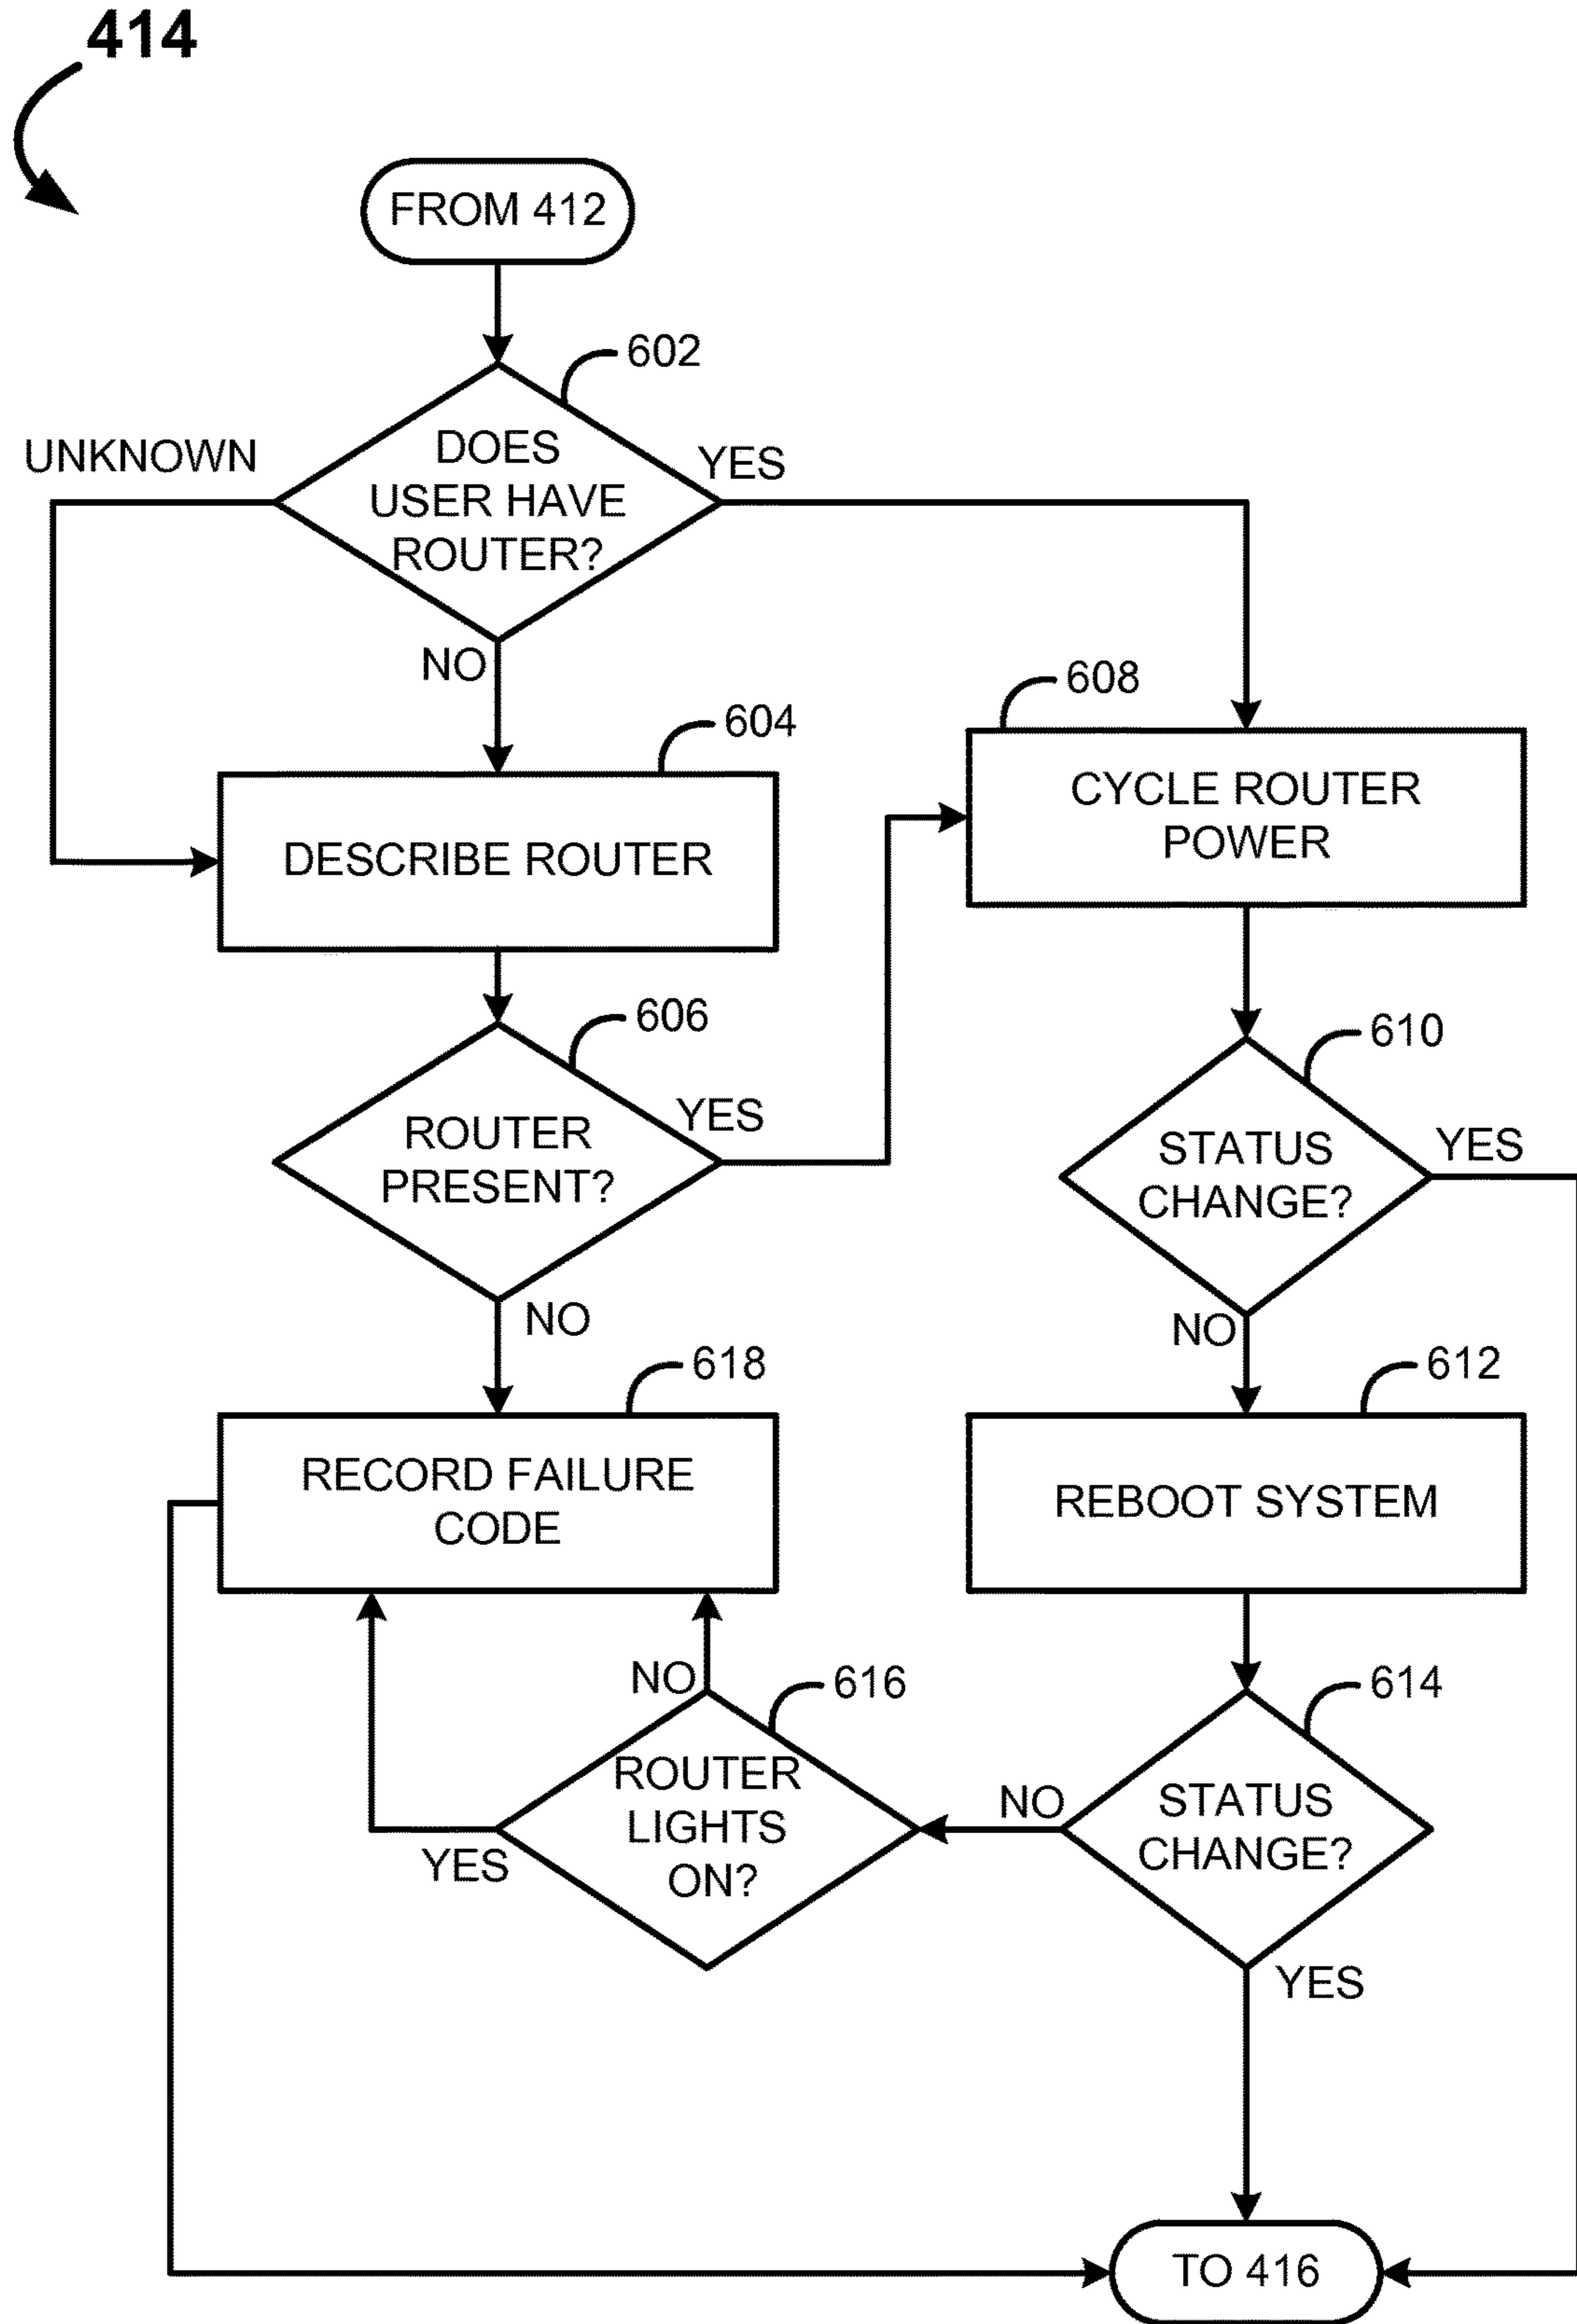 414
FROM 412
602
DOES
USER HAVE
ROUTER?
UNKNOWN
YES
NO
604
DESCRIBE ROUTER
608
CYCLE ROUTER
POWER
606
ROUTER
PRESENT?
YES
NO
610
STATUS
CHANGE?
YES
NO
618
RECORD FAILURE
CODE
612
REBOOT SYSTEM
616
NO
ROUTER
LIGHTS
ON?
YES
614
NO
STATUS
CHANGE?
YES
TO 416